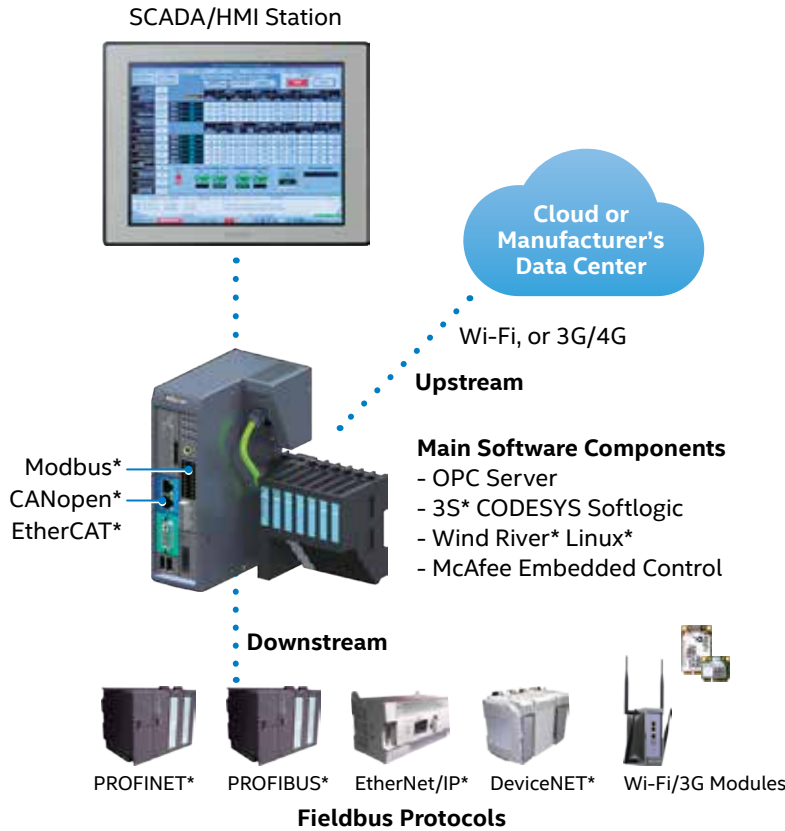 SCADA/HMI Station
Cloud or
Manufacturer's
Data Center
Wi-Fi, or 3G/4G
Upstream
Main Software Components
- OPC Server
- 3S* CODESYS Softlogic
- Wind River* Linux*
- McAfee Embedded Control
Modbus*
CANopen*
EtherCAT*
Downstream
PROFINET*
PROFIBUS*
EtherNet/IP*
DeviceNET*
Wi-Fi/3G Modules
Fieldbus Protocols